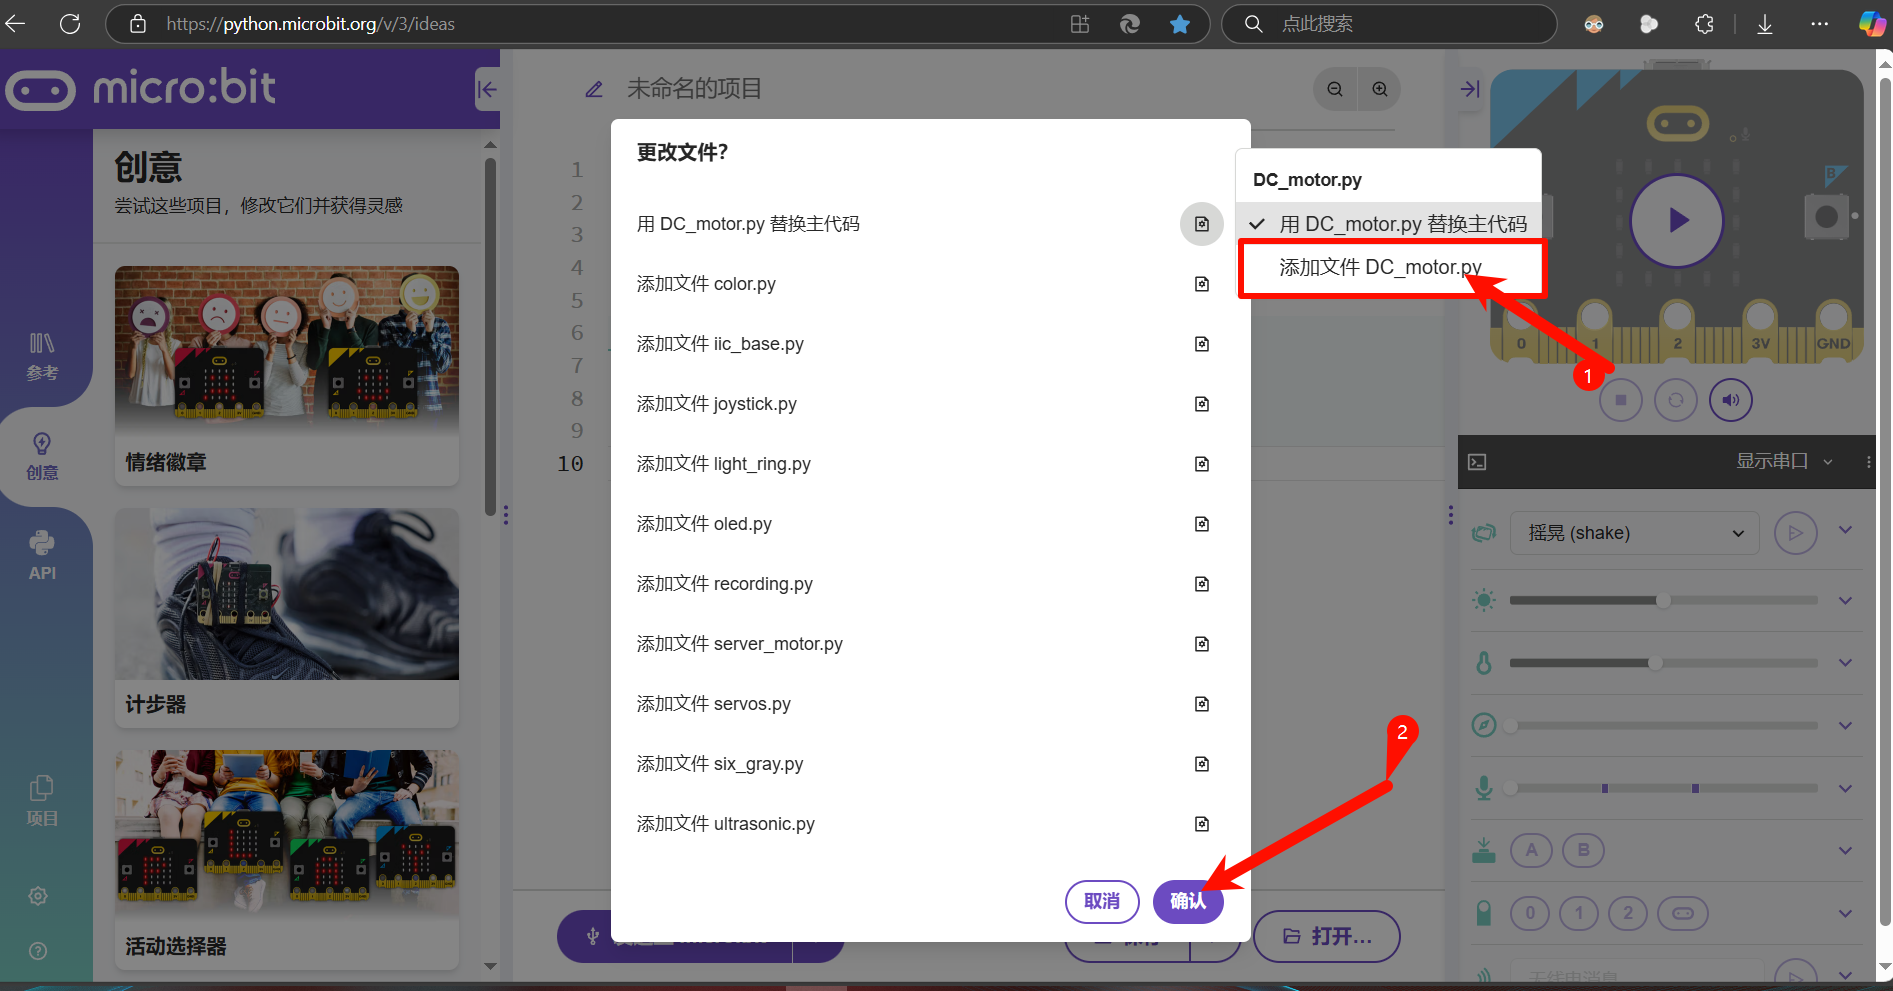 https://python.microbit.org/v/3/ideas
点此搜索
micro:bit
未命名的项目
创意
尝试这些项目，修改它们并获得灵感
参考
创意
API
项目
情绪徽章
计步器
活动选择器
1
2
3
4
5
6
7
8
9
10
更改文件?
用 DC_motor.py 替换主代码
添加文件 color.py
添加文件 iic_base.py
添加文件 joystick.py
添加文件 light_ring.py
添加文件 oled.py
添加文件 recording.py
添加文件 server_motor.py
添加文件 servos.py
添加文件 six_gray.py
添加文件 ultrasonic.py
取消
确认
打开...
DC_motor.py
用 DC_motor.py 替换主代码
添加文件 DC_motor.py
1
2
B
0
1
2
3V
GND
显示串口
摇晃 (shake)
A
B
0
1
2